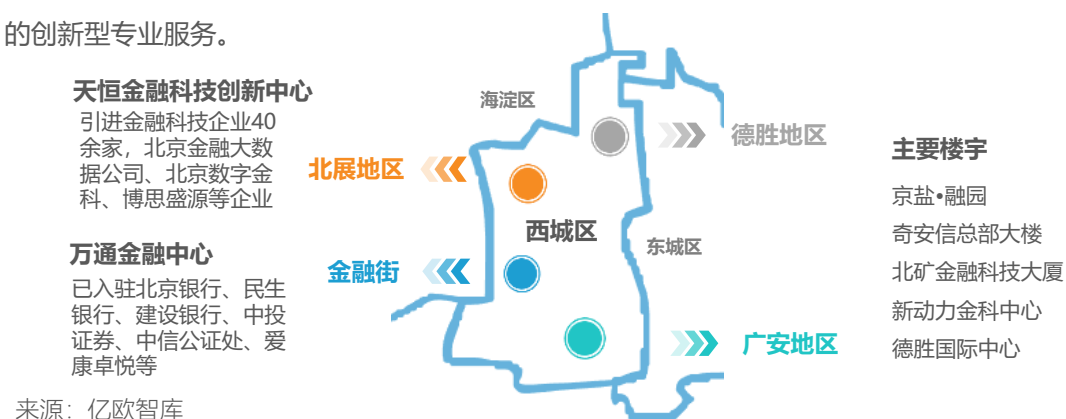 的创新型专业服务。
天恒金融科技创新中心
引进金融科技企业40
余家，北京金融大数
据公司、北京数字金
科、博思盛源等企业
万通金融中心
已入驻北京银行、民生
银行、建设银行、中投
证券、中信公证处、爱
康卓悦等
海淀区
德胜地区
北展地区
西城区
东城区
金融街
广安地区
主要楼宇
京盐•融园
奇安信总部大楼
北矿金融科技大厦
新动力金科中心
德胜国际中心
来源：亿欧智库